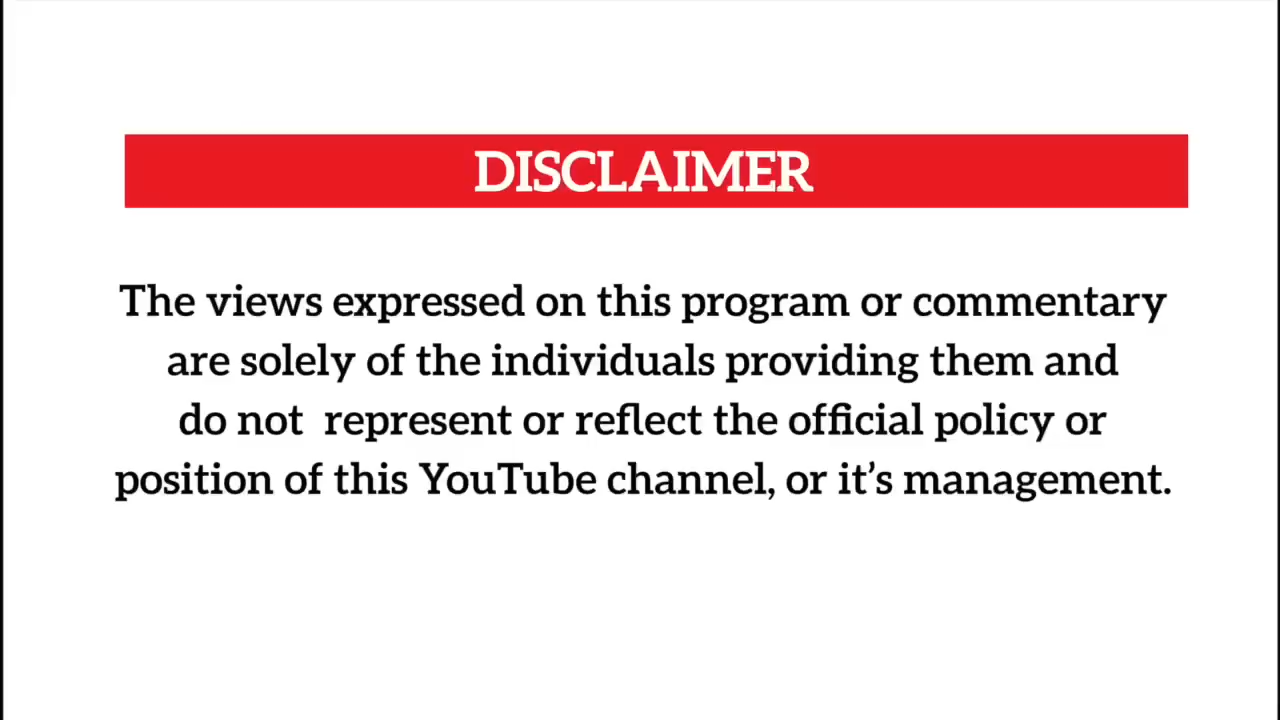 DISCLAIMER
The views expressed on this program or commentary
are solely of the individuals providing them and
do not  represent or reflect the official policy or
position of this YouTube channel, or it’s management.